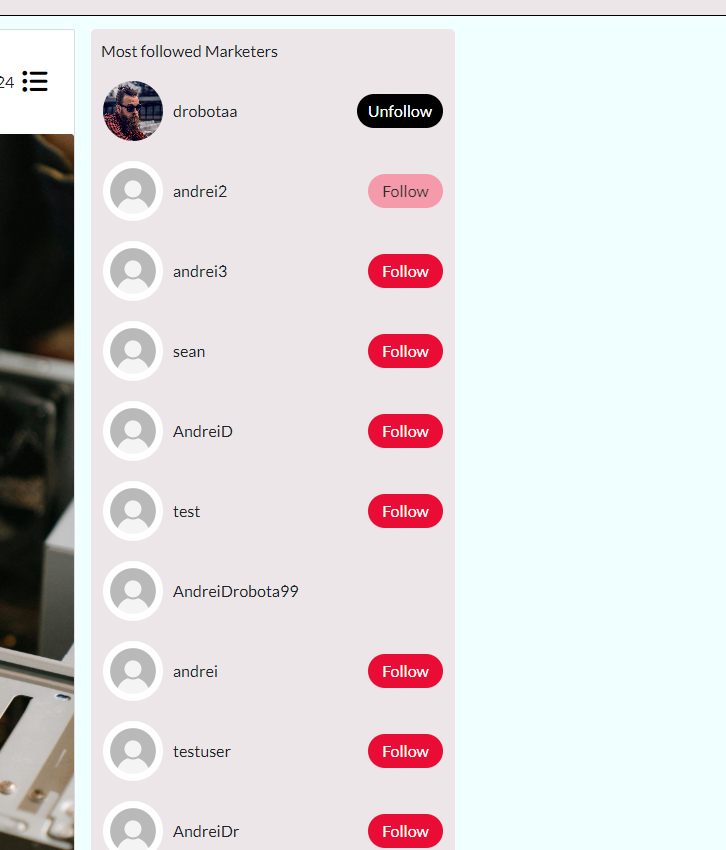 24
Most followed Marketers
drobotaa Unfollow
andrei2 Follow
andrei3 Follow
sean Follow
AndreiD Follow
test Follow
AndreiDrobota99
andrei Follow
testuser Follow
AndreiDr Follow